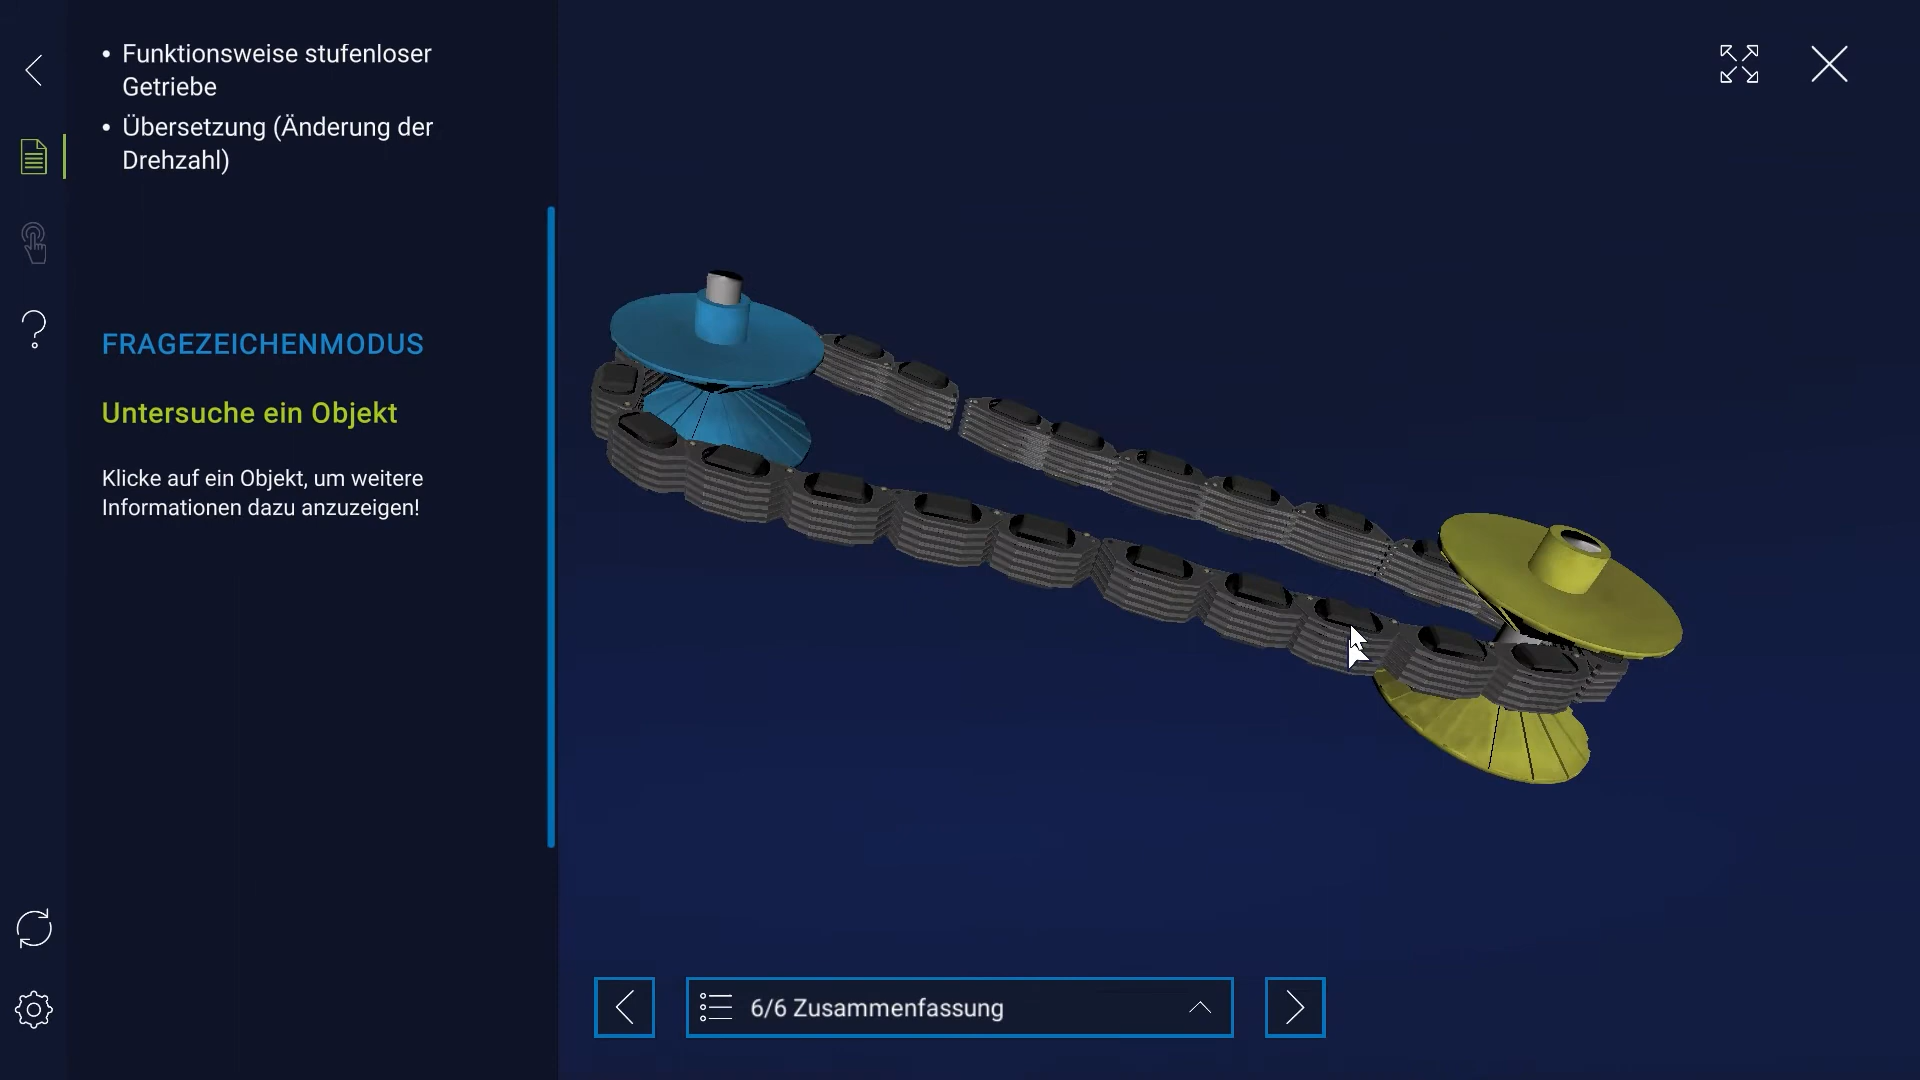 • Funktionsweise stufenloser
Getriebe
• Übersetzung (Änderung der
Drehzahl)
FRAGEZEICHENMODUS
Untersuche ein Objekt
Klicke auf ein Objekt, um weitere
Informationen dazu anzuzeigen!
6/6 Zusammenfassung